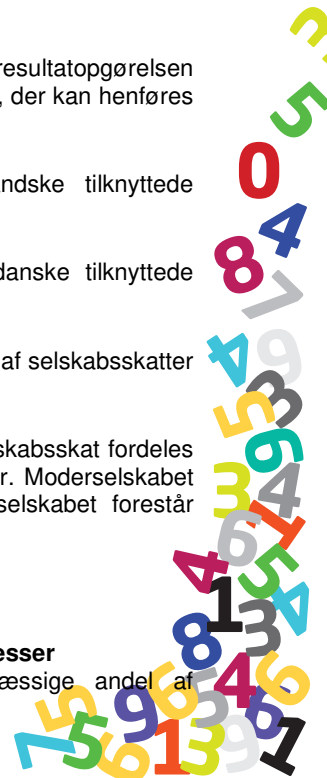 resultatopgørelsen
, der kan henføres
andske tilknyttede
danske tilknyttede
af selskabsskatter
skabsskat fordeles
r. Moderselskabet
selskabet forestår
esser
æssige andel af